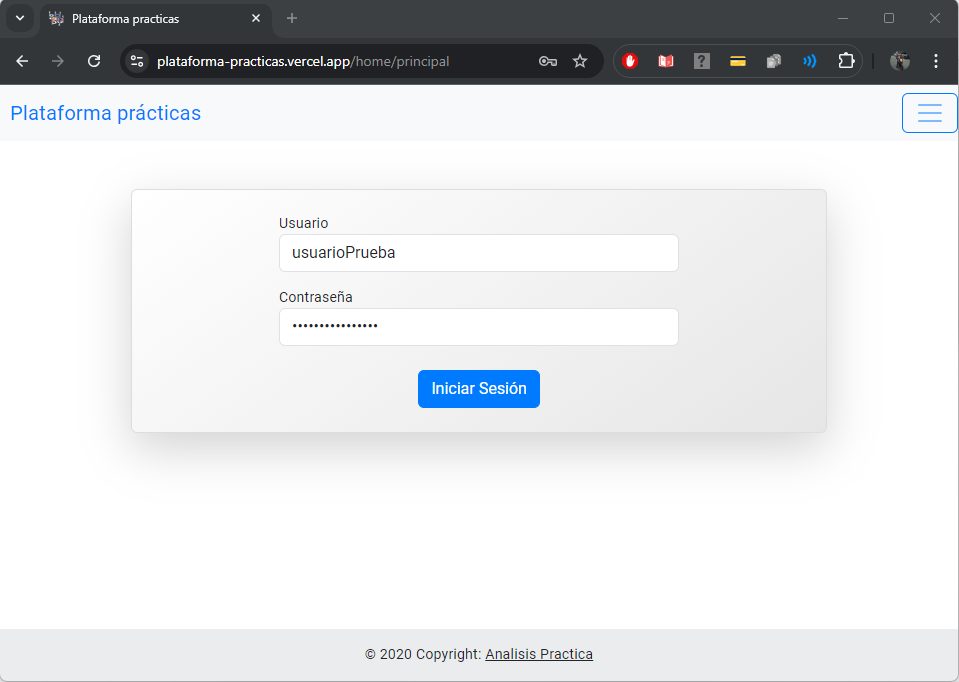 Plataforma practicas
plataforma-practicas.vercel.app/home/principal
Plataforma prácticas
Usuario
usuarioPrueba
Contraseña
••••••••••••••••
Iniciar Sesión
© 2020 Copyright: Analisis Practica